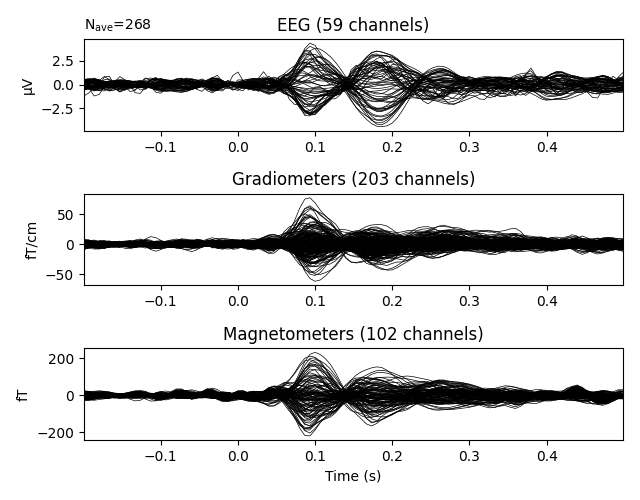 N_ave=268
EEG (59 channels)
µV
2.5
0.0
−2.5
−0.1 0.0 0.1 0.2 0.3 0.4
Gradiometers (203 channels)
fT/cm
50
0
−50
−0.1 0.0 0.1 0.2 0.3 0.4
Magnetometers (102 channels)
fT
200
0
−200
−0.1 0.0 0.1 0.2 0.3 0.4
Time (s)